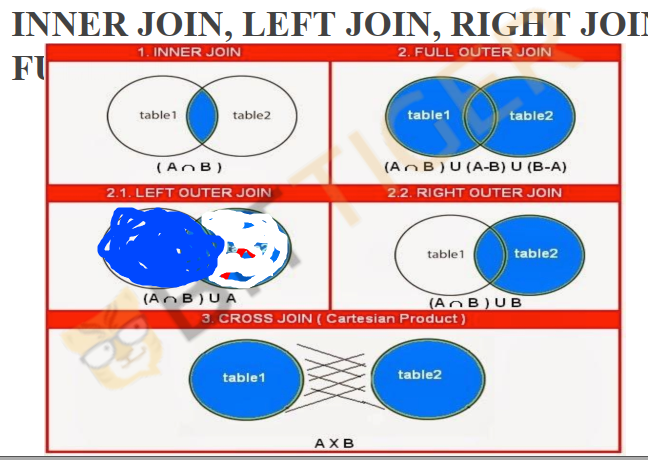 INNER JOIN, LEFT JOIN, RIGHT JOIN
1. INNER JOIN
2. FULL OUTER JOIN
table1 table2
table1 table2
(A∩B)
(A∩B) U (A-B) U (B-A)
2.1. LEFT OUTER JOIN
2.2. RIGHT OUTER JOIN
table1 table2
(A∩B) U A
(A∩B) U B
3. CROSS JOIN ( Cartesian Product )
table1 table2
A X B